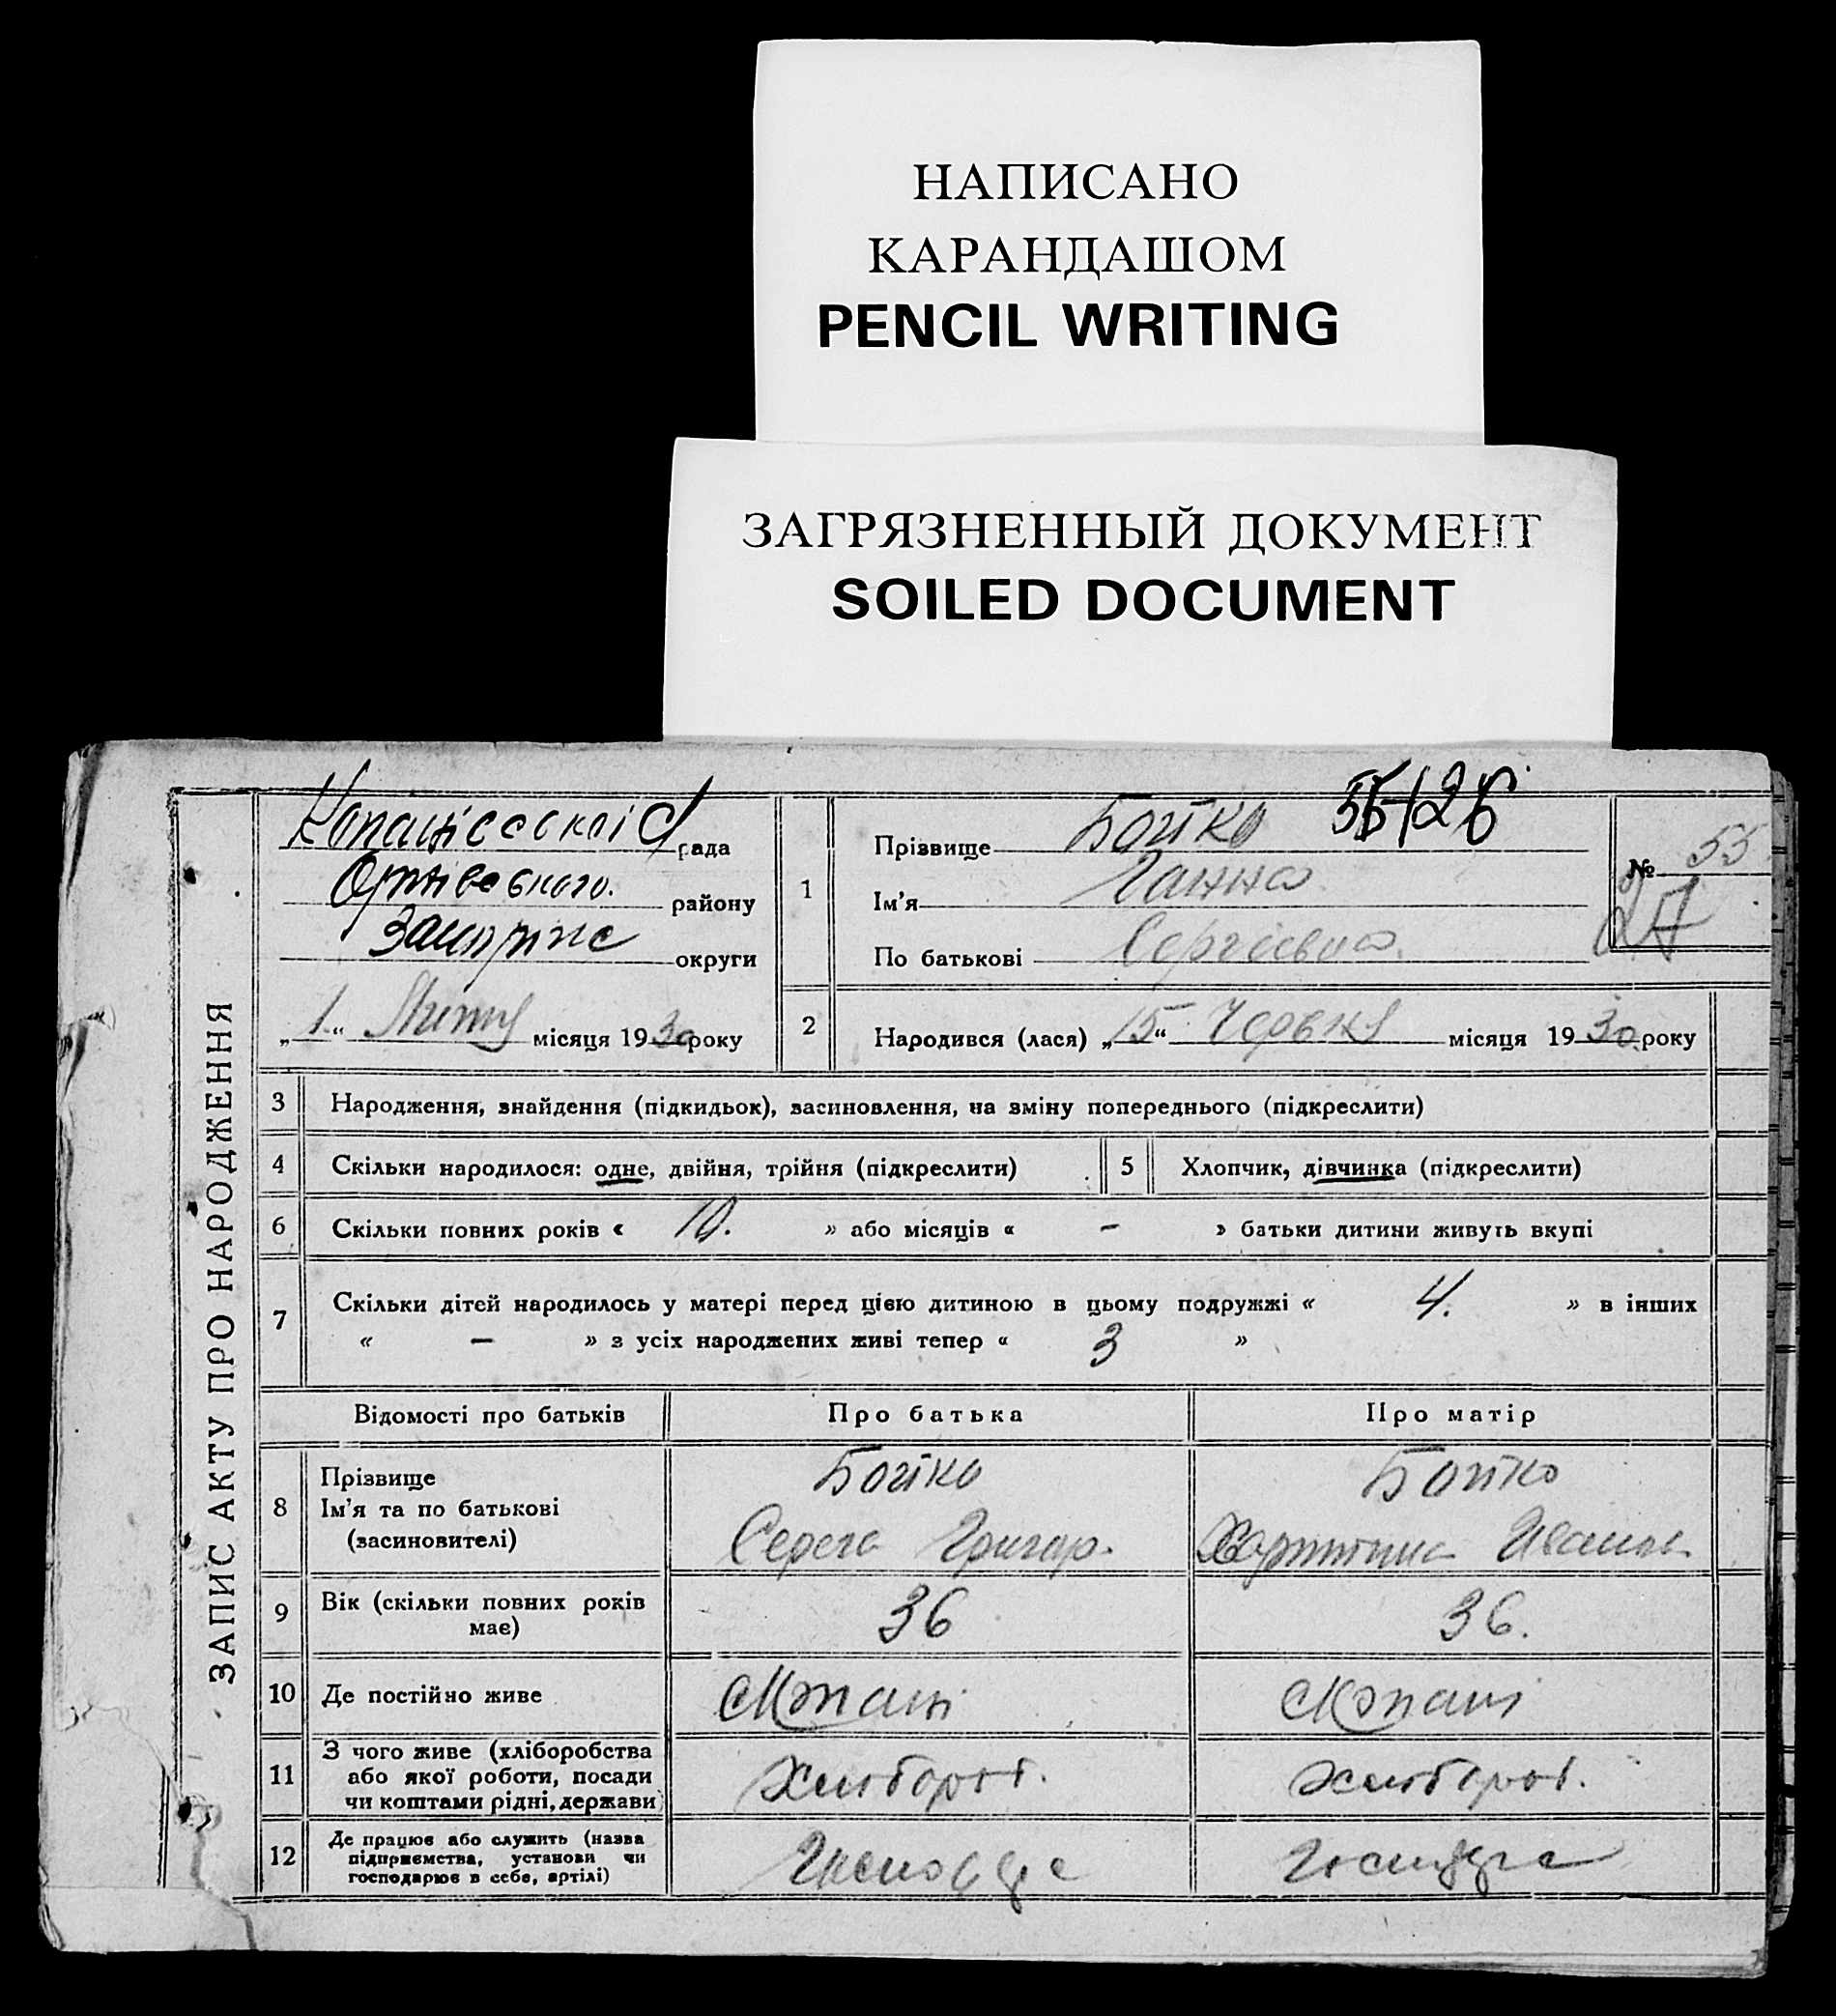 НАПИСАНО
КАРАНДАШОМ
PENCIL WRITING
ЗАГРЯЗНЕННЫЙ ДОКУМЕНТ
SOILED DOCUMENT
ЗАПИС АКТУ ПРО НАРОДЖЕННЯ
рада
району
округи
„1“ місяця 1930 року
1
Прізвище Бойко
Ім'я Ганна
По батькові Сергієвна
№ 55
2
Народився (лася) „15“ Червня місяця 1930 року
3 Народження, знайдення (підкидьок), засиновлення, на зміну попереднього (підкреслити)
4 Скільки народилося: одне, двійня, трійня (підкреслити)
5 Хлопчик, дівчинка (підкреслити)
6 Скільки повних років « 10. » або місяців « – » батьки дитини живуть вкупі
7 Скільки дітей народилось у матері перед цією дитиною в цьому подружжі « 4. » в інших
« – » з усіх народжених живі тепер « 3 »
Відомості про батьків Про батька Про матір
8 Прізвище Бойко Бойко
Ім'я та по батькові
(засиновителі)
Григор.
9 Вік (скільки повних років 36 36.
має)
10 Де постійно живе
11 З чого живе (хліборобства
або якої роботи, посади
чи коштами рідні, держави)
12 Де працює або служить (назва
підприємства, установи чи
господарює в себе, артілі)